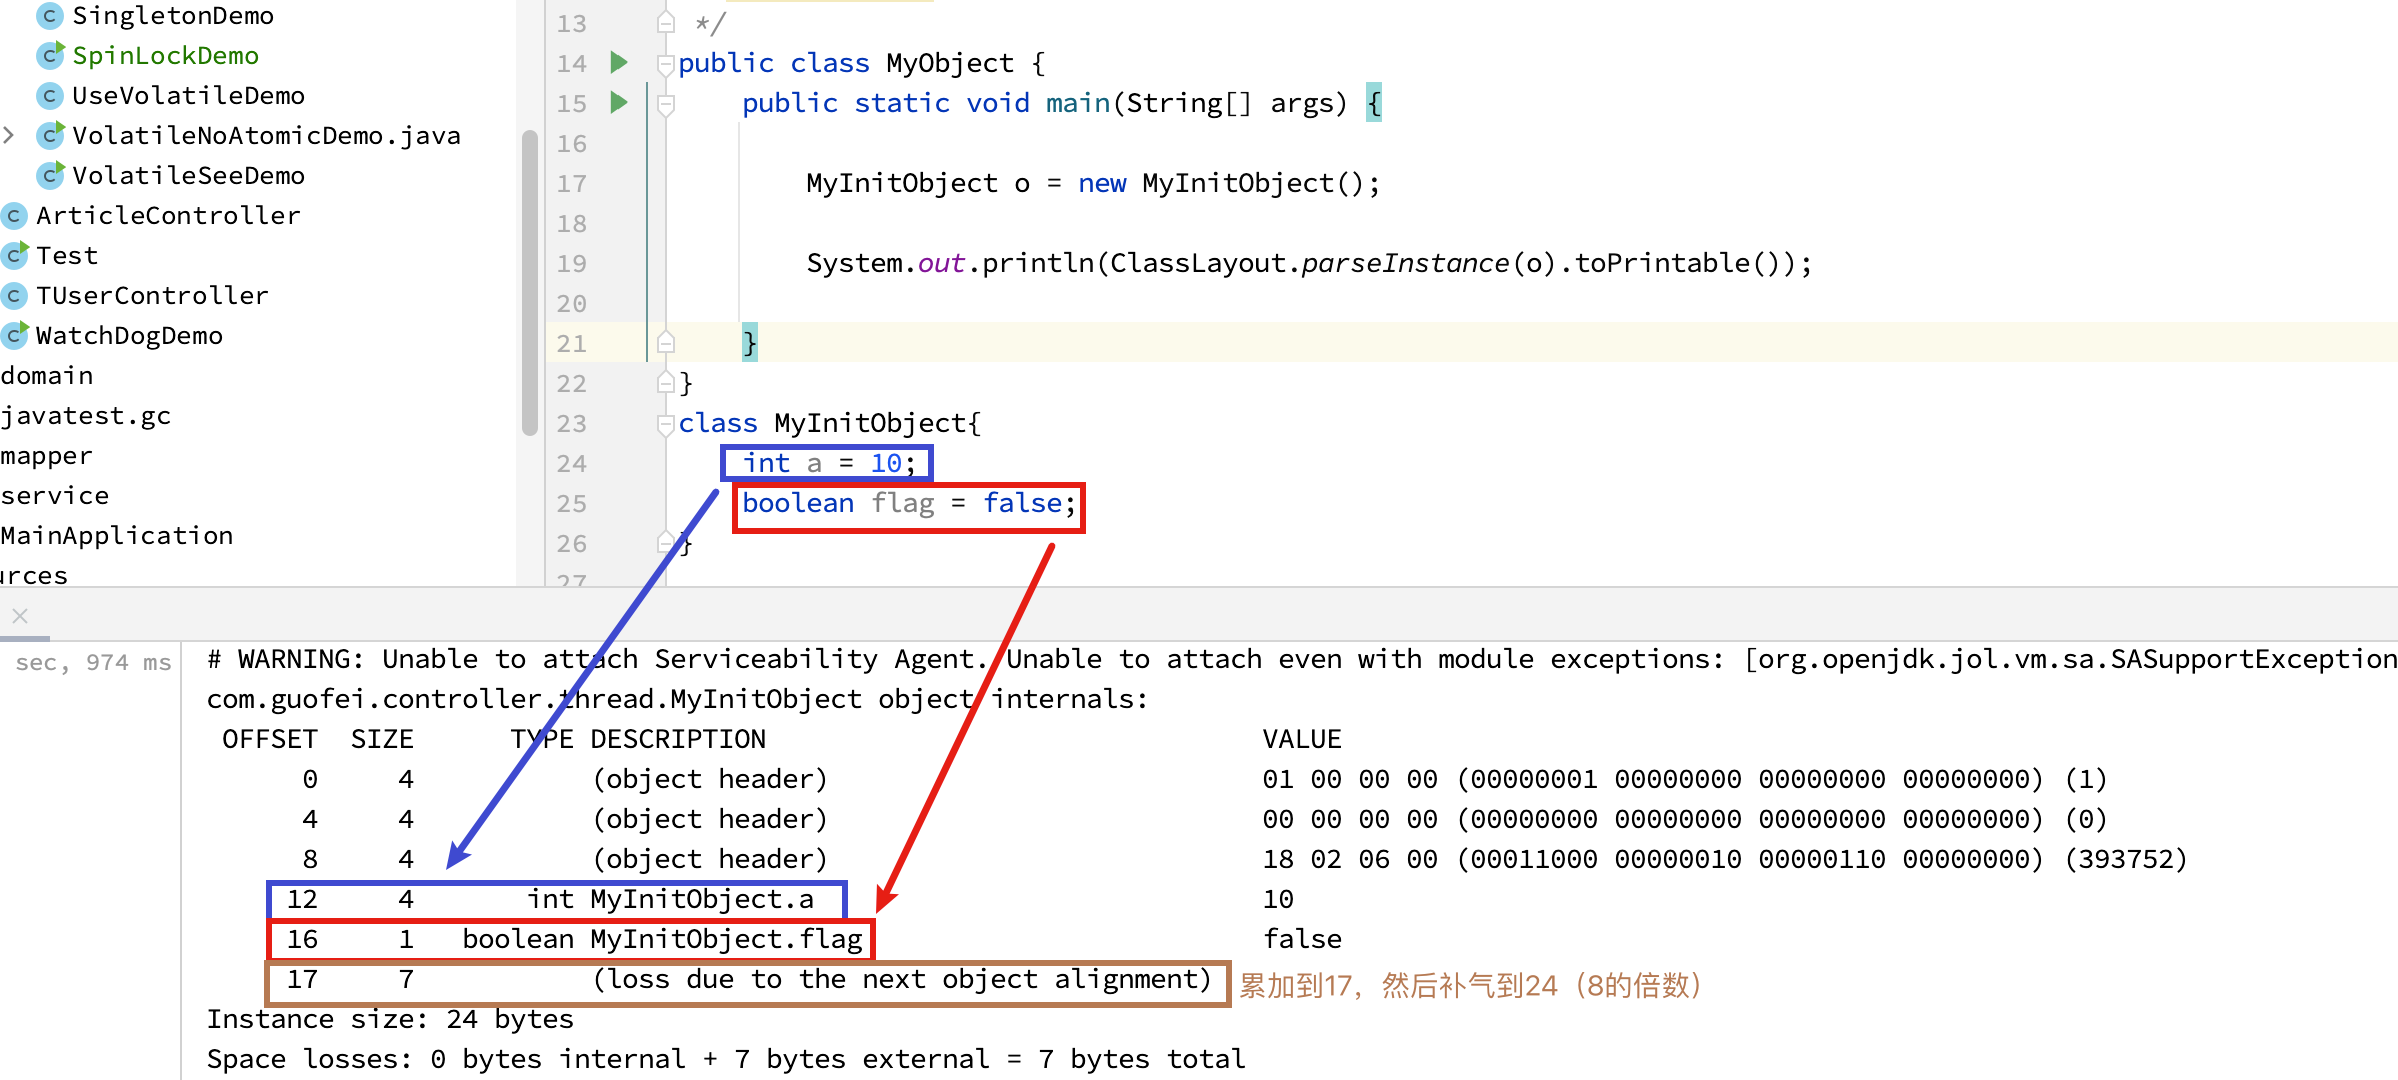 SingletonDemo
SpinLockDemo
UseVolatileDemo
VolatileNoAtomicDemo.java
VolatileSeeDemo
ArticleController
Test
TUserController
WatchDogDemo
domain
javatest.gc
mapper
service
MainApplication
urces
13 */
14 public class MyObject {
15 public static void main(String[] args) {
16
17 MyInitObject o = new MyInitObject();
18
19 System.out.println(ClassLayout.parseInstance(o).toPrintable());
20
21 }
22 }
23 class MyInitObject{
24 int a = 10;
25 boolean flag = false;
26 }
27
sec, 974 ms
# WARNING: Unable to attach Serviceability Agent. Unable to attach even with module exceptions: [org.openjdk.jol.vm.sa.SASupportException
com.guofei.controller.thread.MyInitObject object internals:
OFFSET SIZE TYPE DESCRIPTION VALUE
0 4 (object header) 01 00 00 00 (00000001 00000000 00000000 00000000) (1)
4 4 (object header) 00 00 00 00 (00000000 00000000 00000000 00000000) (0)
8 4 (object header) 18 02 06 00 (00011000 00000010 00000110 00000000) (393752)
12 4 int MyInitObject.a 10
16 1 boolean MyInitObject.flag false
17 7 (loss due to the next object alignment) 累加到17，然后补气到24（8的倍数）
Instance size: 24 bytes
Space losses: 0 bytes internal + 7 bytes external = 7 bytes total